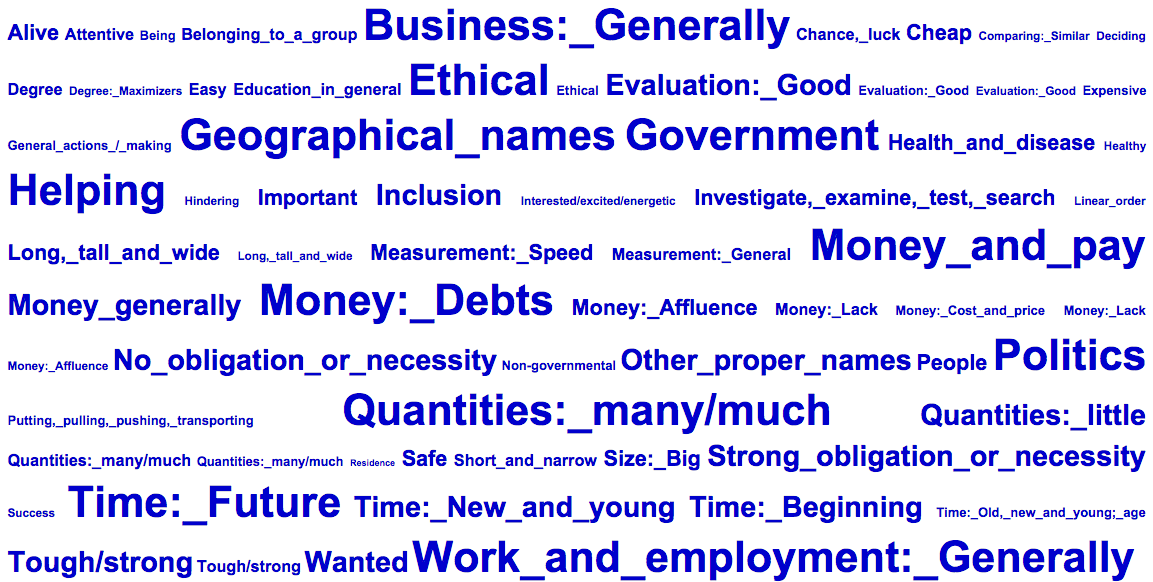 Alive Attentive Being Belonging_to_a_group Business:_Generally Chance,_luck Cheap Comparing:_Similar Deciding
Degree Degree:_Maximizers Easy Education_in_general Ethical Ethical Evaluation:_Good Evaluation:_Good Evaluation:_Good Expensive
General_actions_/_making Geographical_names Government Health_and_disease Healthy
Helping Hindering Important Inclusion Interested/excited/energetic Investigate,_examine,_test,_search Linear_order
Long,_tall_and_wide Long,_tall_and_wide Measurement:_Speed Measurement:_General Money_and_pay
Money_generally Money:_Debts Money:_Affluence Money:_Lack Money:_Cost_and_price Money:_Lack
Money:_Affluence No_obligation_or_necessity Non-governmental Other_proper_names People Politics
Putting,_pulling,_pushing,_transporting Quantities:_many/much Quantities:_little
Quantities:_many/much Quantities:_many/much Residence Safe Short_and_narrow Size:_Big Strong_obligation_or_necessity
Success Time:_Future Time:_New_and_young Time:_Beginning Time:_Old,_new_and_young;_age
Tough/strong Tough/strong Wanted Work_and_employment:_Generally